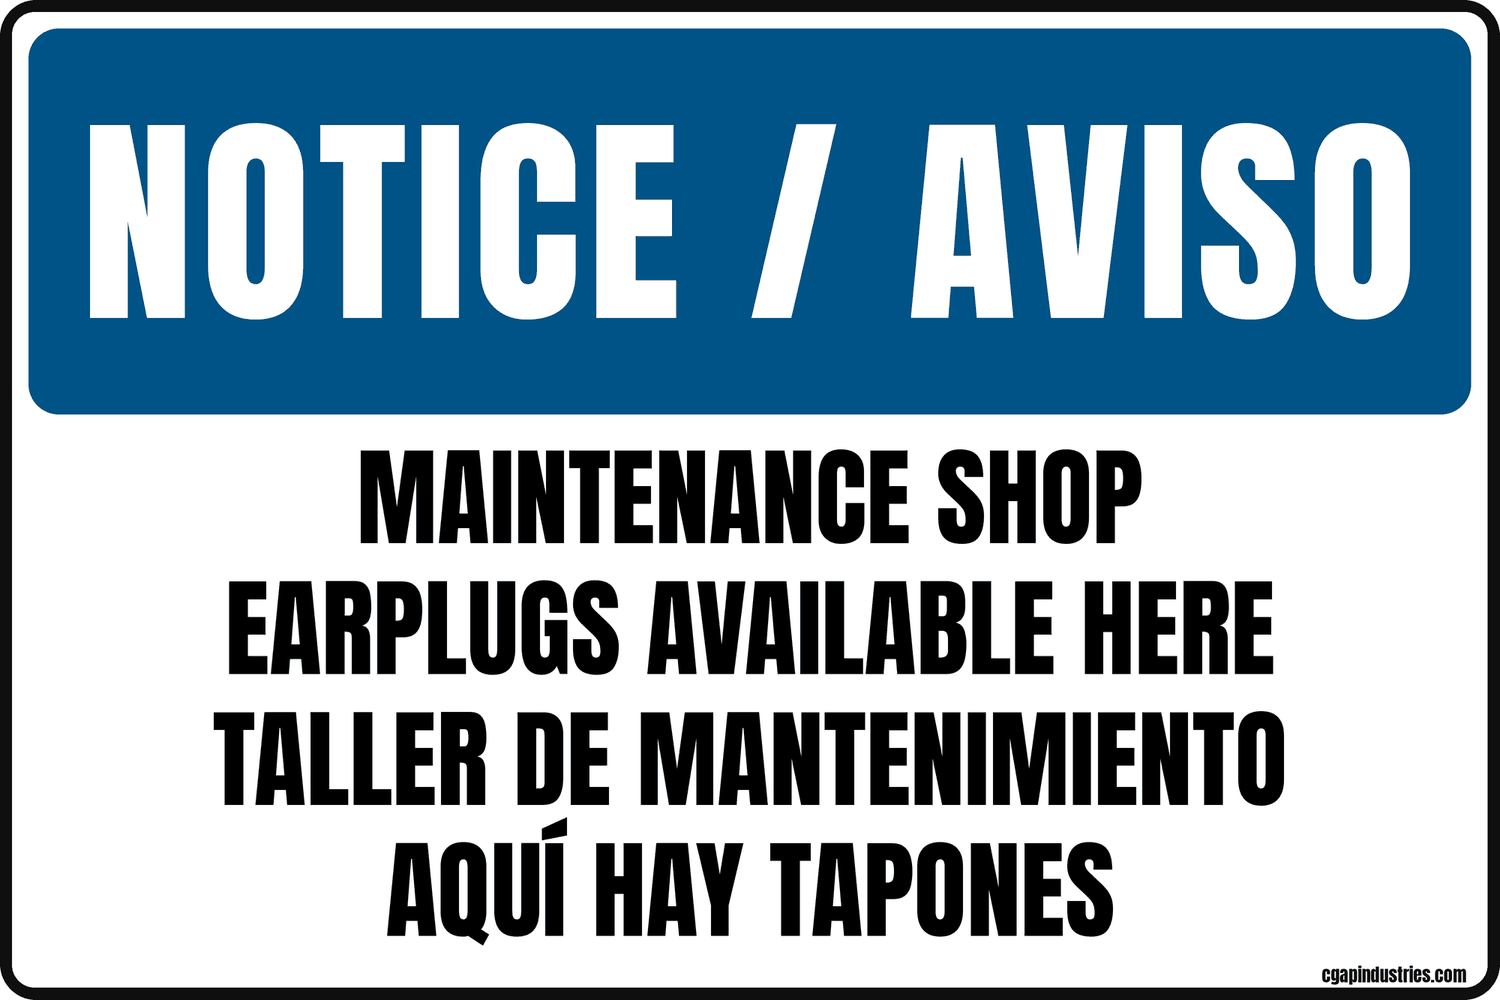 NOTICE / AVISO
MAINTENANCE SHOP
EARPLUGS AVAILABLE HERE
TALLER DE MANTENIMIENTO
AQUÍ HAY TAPONES
cgapindustries.com